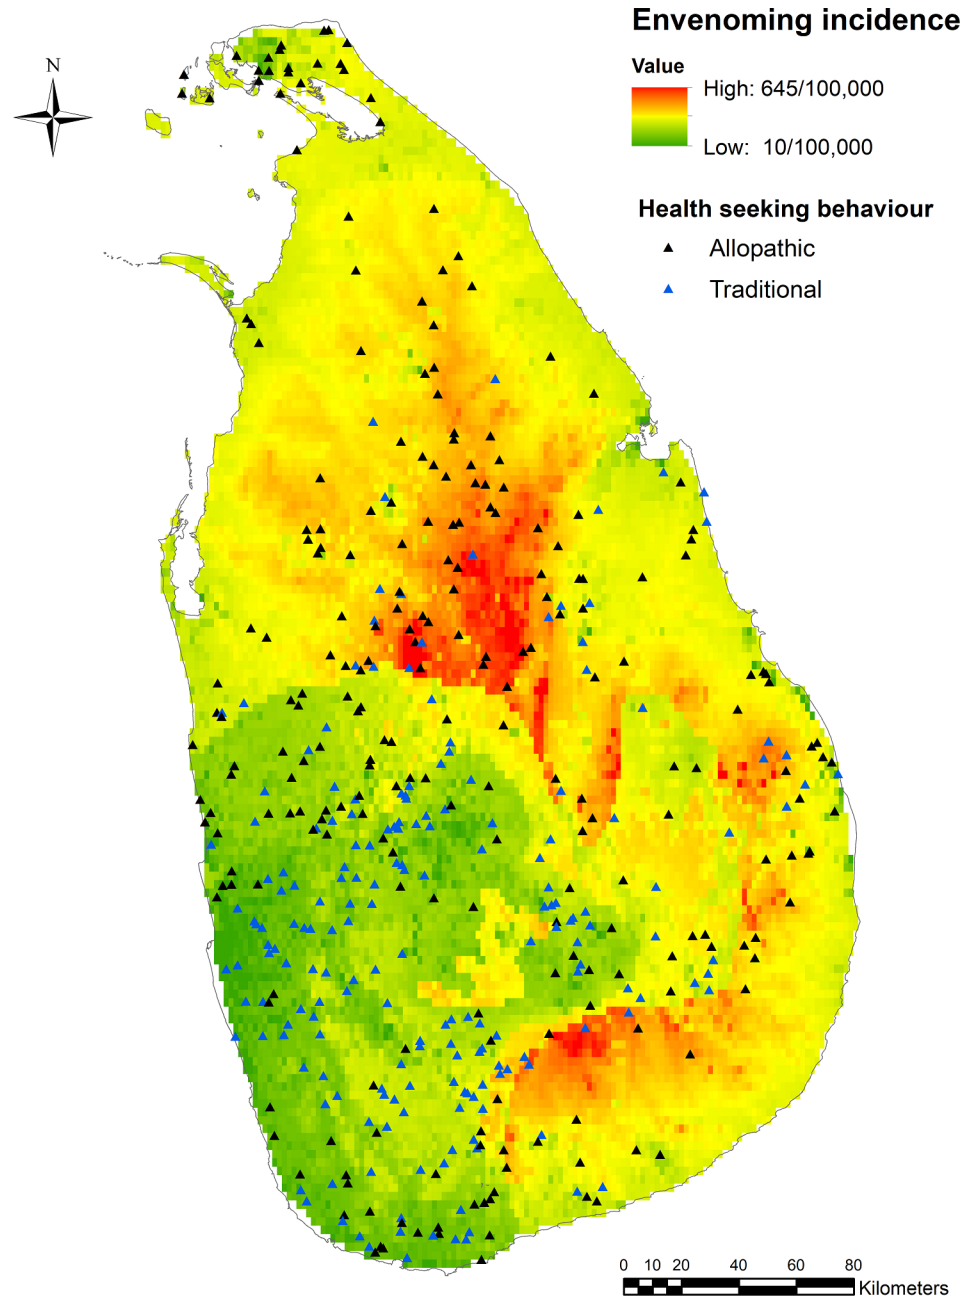 Envenoming incidence
N
Value
High: 645/100,000
Low: 10/100,000
Health seeking behaviour
Allopathic
Traditional
0 10 20 40 60 80
Kilometers